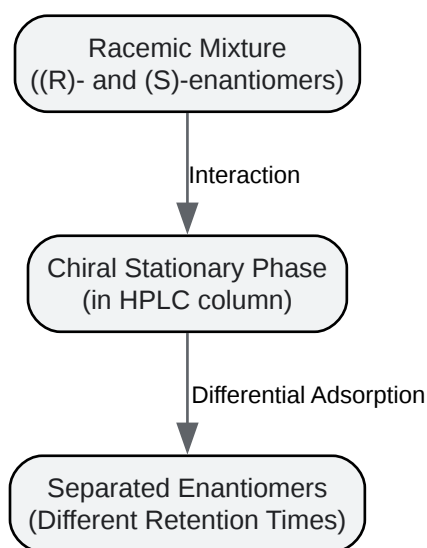 Racemic Mixture
((R)- and (S)-enantiomers)
Interaction
Chiral Stationary Phase
(in HPLC column)
Differential Adsorption
Separated Enantiomers
(Different Retention Times)